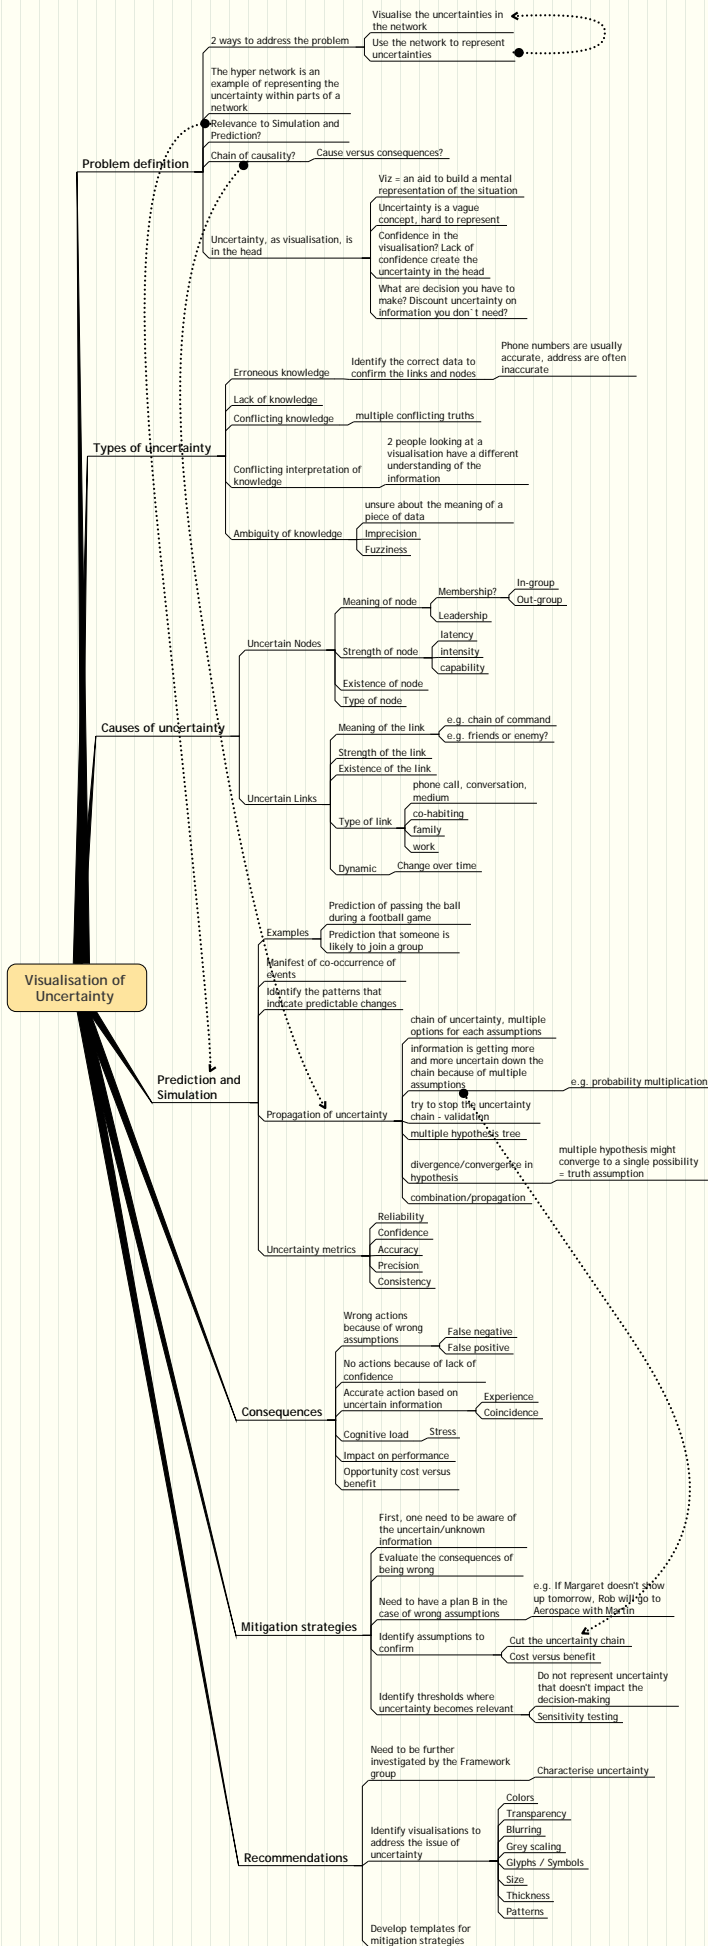 Visualise the uncertainties in
the network
2 ways to address the problem
Use the network to represent
uncertainties
The hyper network is an
example of representing the
uncertainty within parts of a
network
Relevance to Simulation and
Prediction?
Chain of causality?
Cause versus consequences?
Problem definition
Viz = an aid to build a mental
representation of the situation
Uncertainty is a vague
concept, hard to represent
Uncertainty, as visualisation, is
in the head
Confidence in the
visualisation? Lack of
confidence create the
uncertainty in the head
What are decision you have to
make? Discount uncertainty on
information you don`t need?
Erroneous knowledge
Identify the correct data to
confirm the links and nodes
Phone numbers are usually
accurate, address are often
inaccurate
Lack of knowledge
Conflicting knowledge
multiple conflicting truths
Types of uncertainty
Conflicting interpretation of
knowledge
2 people looking at a
visualisation have a different
understanding of the
information
Ambiguity of knowledge
unsure about the meaning of a
piece of data
Imprecision
Fuzziness
Meaning of node
Membership?
In-group
Out-group
Leadership
Uncertain Nodes
Strength of node
latency
intensity
capability
Existence of node
Type of node
Causes of uncertainty
Meaning of the link
e.g. chain of command
e.g. friends or enemy?
Strength of the link
Existence of the link
Uncertain Links
Type of link
phone call, conversation,
medium
co-habiting
family
work
Dynamic
Change over time
Visualisation of
Uncertainty
Examples
Prediction of passing the ball
during a football game
Prediction that someone is
likely to join a group
Manifest of co-occurrence of
events
Identify the patterns that
indicate predictable changes
Prediction and
Simulation
Propagation of uncertainty
chain of uncertainty, multiple
options for each assumptions
information is getting more
and more uncertain down the
chain because of multiple
assumptions
e.g. probability multiplication
try to stop the uncertainty
chain - validation
multiple hypothesis tree
divergence/convergence in
hypothesis
multiple hypothesis might
converge to a single possibility
= truth assumption
combination/propagation
Uncertainty metrics
Reliability
Confidence
Accuracy
Precision
Consistency
Wrong actions
because of wrong
assumptions
False negative
False positive
No actions because of lack of
confidence
Consequences
Accurate action based on
uncertain information
Experience
Coincidence
Cognitive load
Stress
Impact on performance
Opportunity cost versus
benefit
First, one need to be aware of
the uncertain/unknown
information
Evaluate the consequences of
being wrong
Need to have a plan B in the
case of wrong assumptions
e.g. If Margaret doesn't show
up tomorrow, Rob will go to
Aerospace with Martin
Mitigation strategies
Identify assumptions to
confirm
Cut the uncertainty chain
Cost versus benefit
Identify thresholds where
uncertainty becomes relevant
Do not represent uncertainty
that doesn't impact the
decision-making
Sensitivity testing
Need to be further
investigated by the Framework
group
Characterise uncertainty
Recommendations
Identify visualisations to
address the issue of
uncertainty
Colors
Transparency
Blurring
Grey scaling
Glyphs / Symbols
Size
Thickness
Patterns
Develop templates for
mitigation strategies